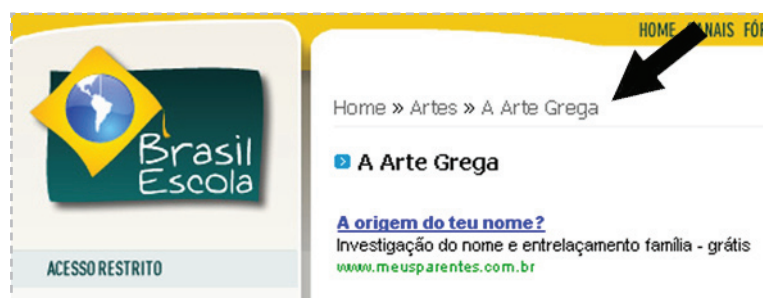 HOME CANAIS FÓ
Brasil
Escola
Home » Artes » A Arte Grega
A Arte Grega
A origem do teu nome?
Investigação do nome e entrelaçamento família - grátis
www.meusparentes.com.br
ACESSO RESTRITO